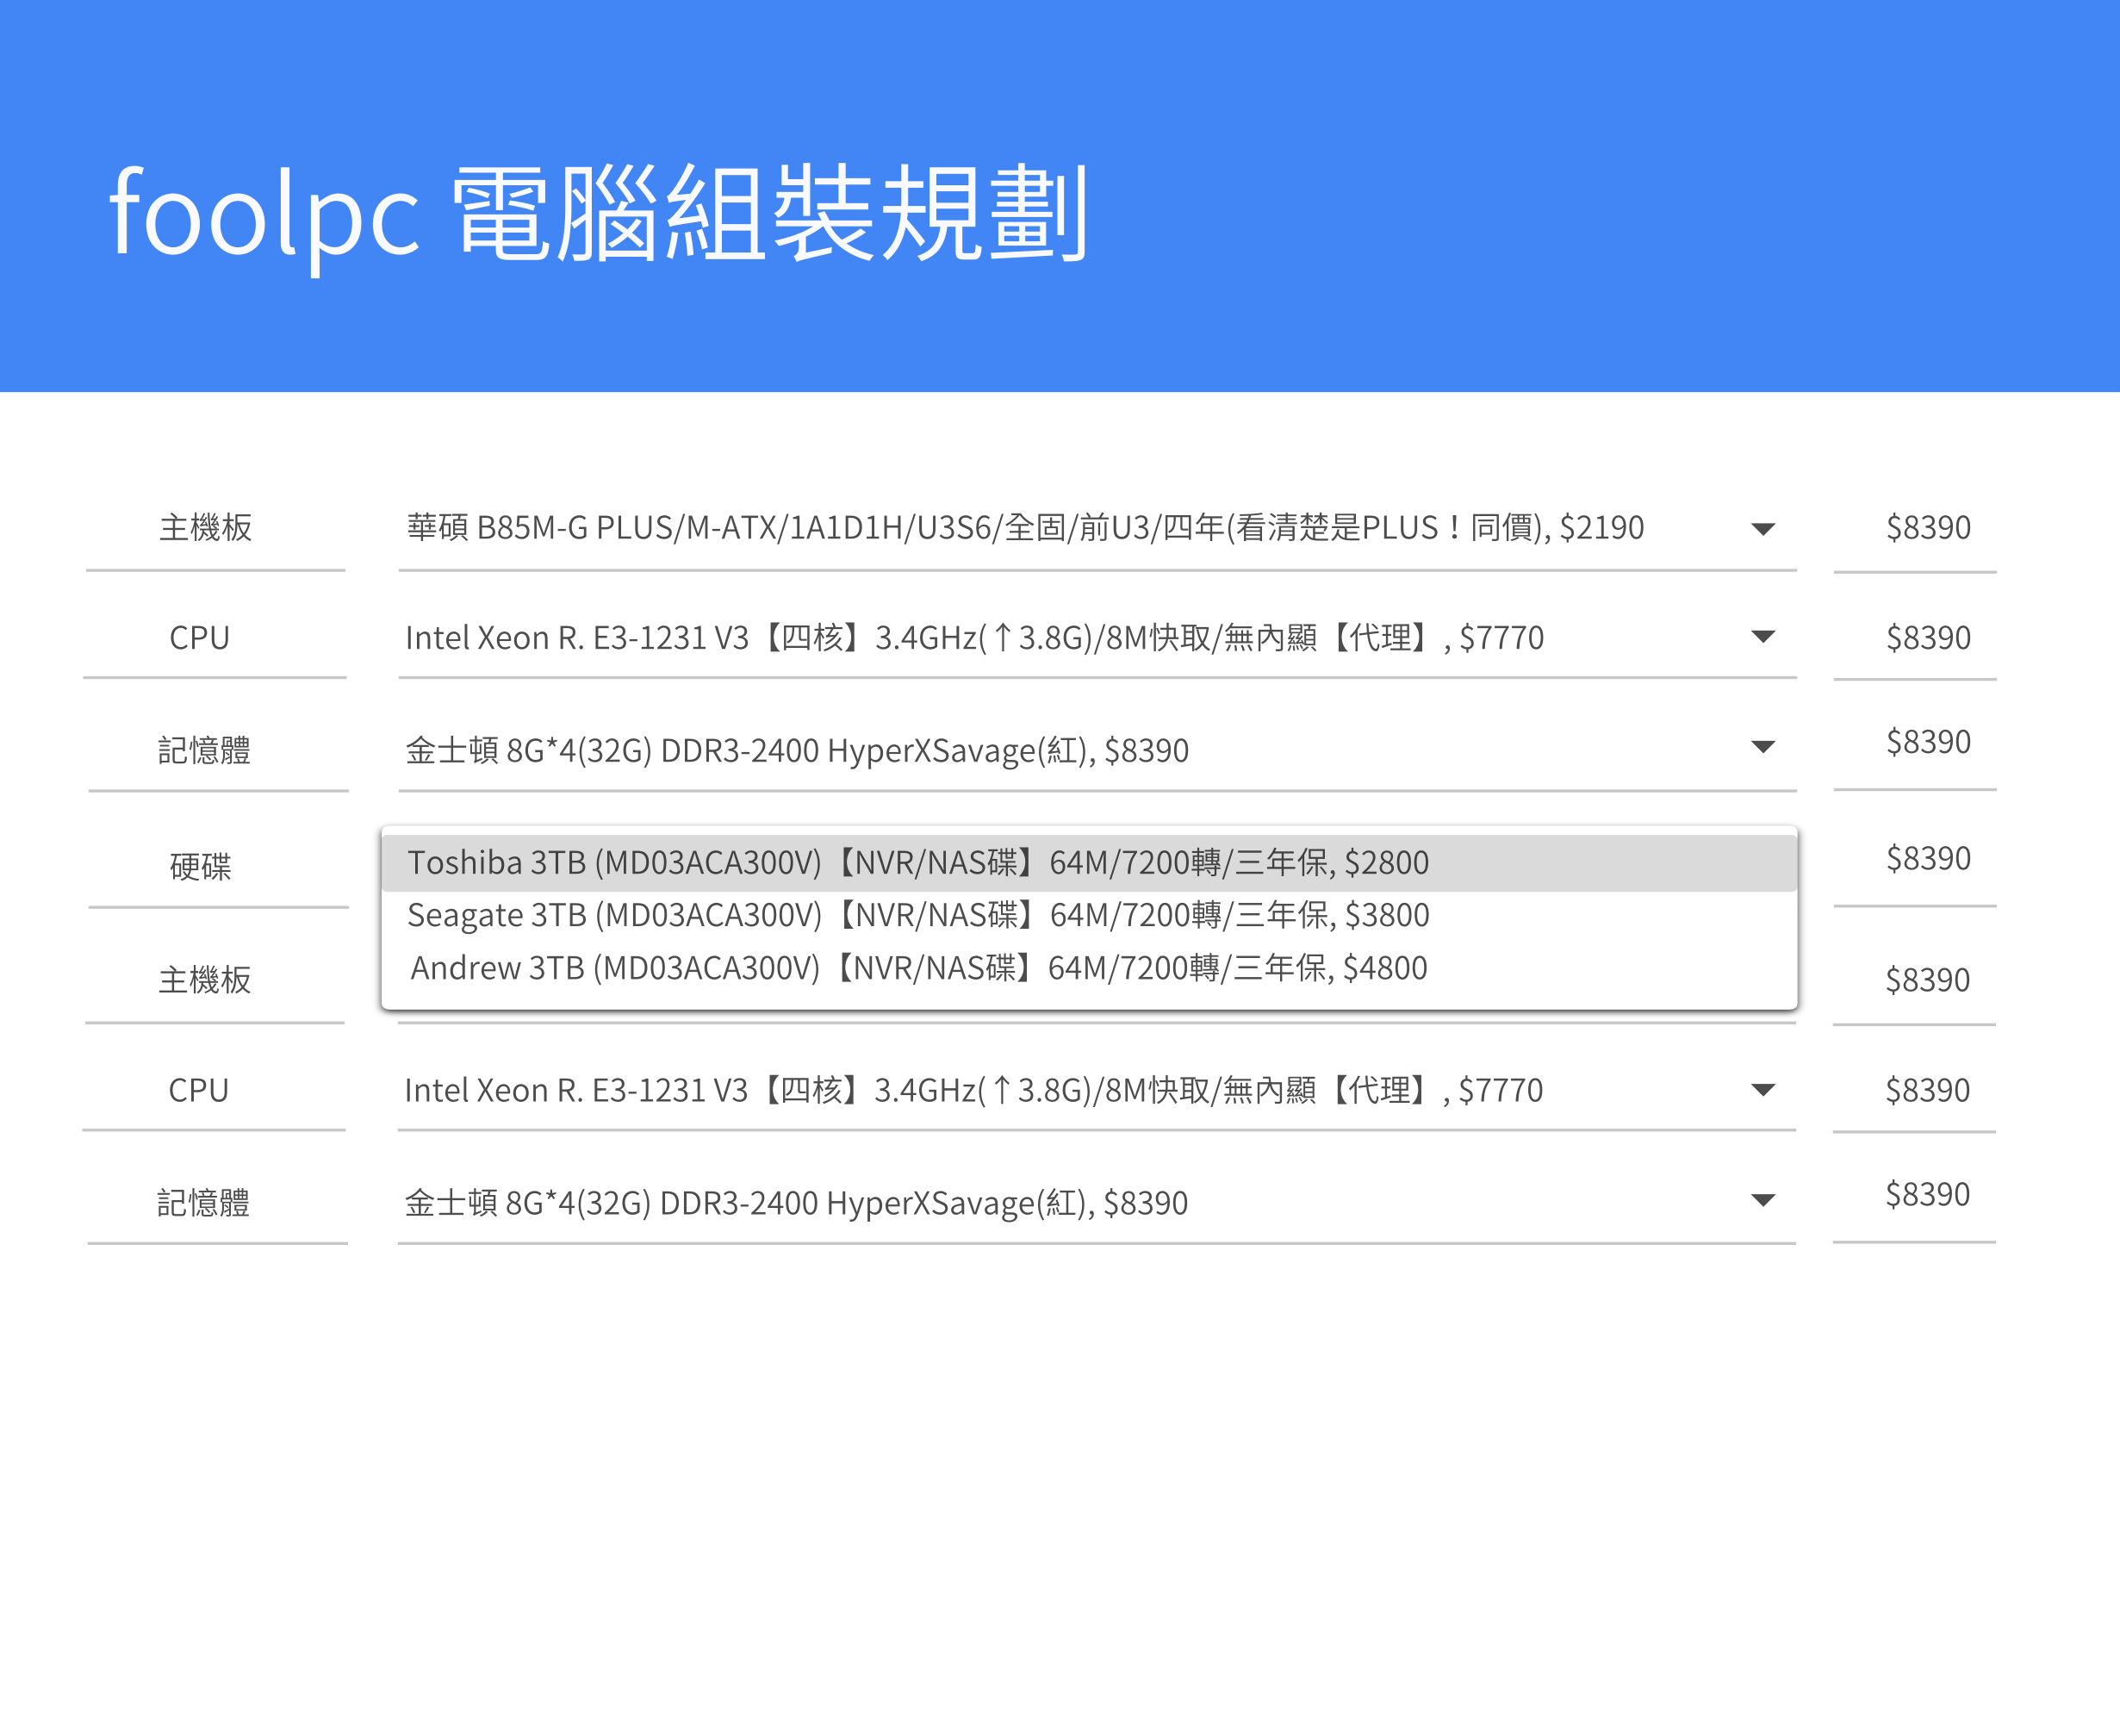 foolpc 電腦組裝規劃
主機板 華碩 B85M-G PLUS/M-ATX/1A1D1H/U3S6/全固/前U3/四年(看清楚是PLUS！同價), $2190 $8390
CPU Intel Xeon R. E3-1231 V3【四核】3.4GHz(↑3.8G)/8M快取/無內顯【代理】, $7770 $8390
記憶體 金士頓 8G*4(32G) DDR3-2400 HyperXSavage(紅), $8390 $8390
硬碟 Toshiba 3TB (MD03ACA300V)【NVR/NAS碟】64M/7200轉/三年保, $2800 $8390
Seagate 3TB (MD03ACA300V)【NVR/NAS碟】64M/7200轉/三年保, $3800
主機板 Andrew 3TB (MD03ACA300V)【NVR/NAS碟】64M/7200轉/三年保, $4800 $8390
CPU Intel Xeon R. E3-1231 V3【四核】3.4GHz(↑3.8G)/8M快取/無內顯【代理】, $7770 $8390
記憶體 金士頓 8G*4(32G) DDR3-2400 HyperXSavage(紅), $8390 $8390